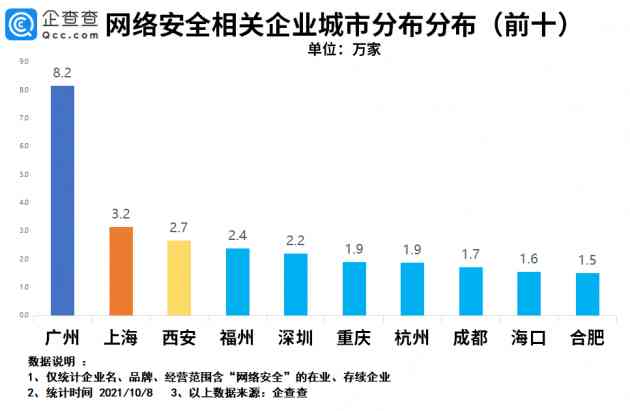 企查查
Qcc.com
网络安全相关企业城市分布分布（前十）
单位：万家
9.0
8.0
7.0
6.0
5.0
4.0
3.0
2.0
1.0
0.0
8.2
3.2
2.7
2.4
2.2
1.9
1.9
1.7
1.6
1.5
广州 上海 西安 福州 深圳 重庆 杭州 成都 海口 合肥
数据说明 ：
1、仅统计企业名、品牌、经营范围含“网络安全”的在业、存续企业
2、统计时间 2021/10/8 3、以上数据来源：企查查